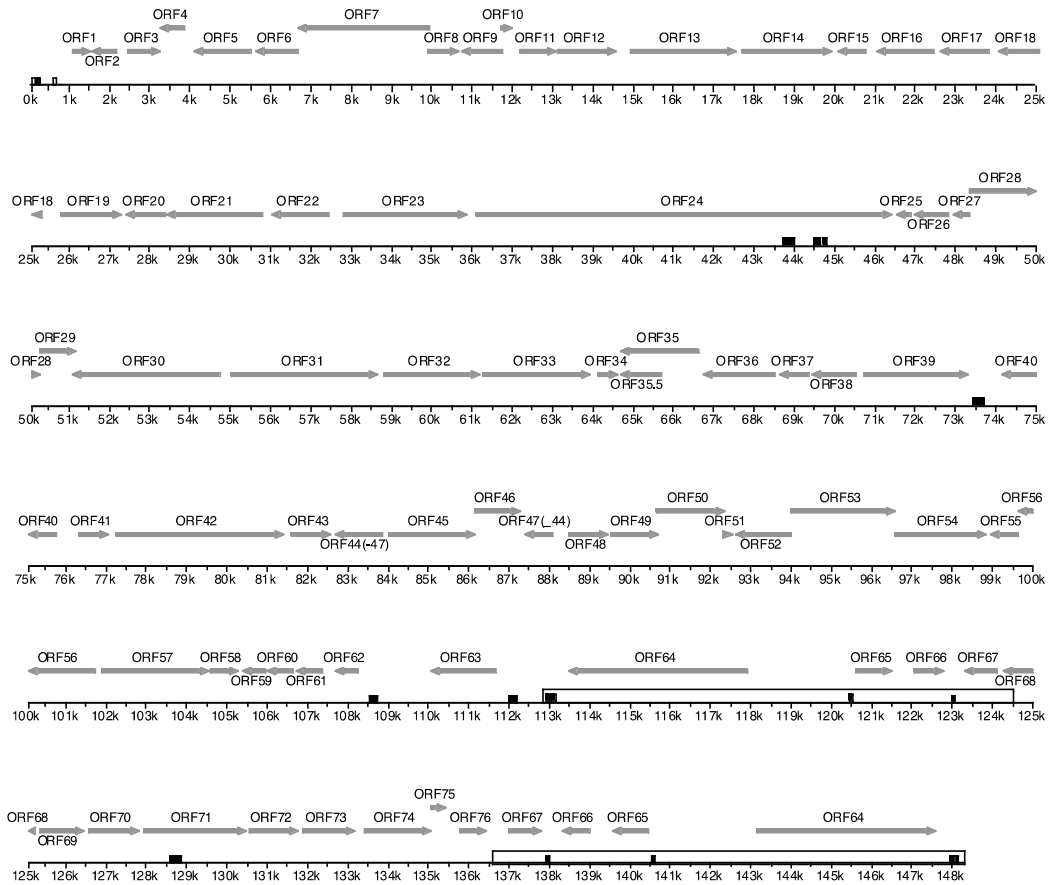 ORF4 ORF7 ORF10
ORF1 ORF3 ORF5 ORF6 ORF8 ORF9 ORF11 ORF12 ORF13 ORF14 ORF15 ORF16 ORF17 ORF18
ORF2
0k 1k 2k 3k 4k 5k 6k 7k 8k 9k 10k 11k 12k 13k 14k 15k 16k 17k 18k 19k 20k 21k 22k 23k 24k 25k
ORF28
ORF18 ORF19 ORF20 ORF21 ORF22 ORF23 ORF24 ORF25 ORF27
ORF26
25k 26k 27k 28k 29k 30k 31k 32k 33k 34k 35k 36k 37k 38k 39k 40k 41k 42k 43k 44k 45k 46k 47k 48k 49k 50k
ORF29 ORF35
ORF28 ORF30 ORF31 ORF32 ORF33 ORF34 ORF36 ORF37 ORF39 ORF40
ORF35.5 ORF38
50k 51k 52k 53k 54k 55k 56k 57k 58k 59k 60k 61k 62k 63k 64k 65k 66k 67k 68k 69k 70k 71k 72k 73k 74k 75k
ORF46 ORF50 ORF53 ORF56
ORF40 ORF41 ORF42 ORF43 ORF45 ORF47(_44) ORF49 ORF51 ORF54 ORF55
ORF44(-47) ORF48 ORF52
75k 76k 77k 78k 79k 80k 81k 82k 83k 84k 85k 86k 87k 88k 89k 90k 91k 92k 93k 94k 95k 96k 97k 98k 99k 100k
ORF56 ORF57 ORF58 ORF60 ORF62 ORF63 ORF64 ORF65 ORF66 ORF67
ORF59 ORF61 ORF68
100k 101k 102k 103k 104k 105k 106k 107k 108k 109k 110k 111k 112k 113k 114k 115k 116k 117k 118k 119k 120k 121k 122k 123k 124k 125k
ORF75
ORF68 ORF70 ORF71 ORF72 ORF73 ORF74 ORF76 ORF67 ORF66 ORF65 ORF64
ORF69
125k 126k 127k 128k 129k 130k 131k 132k 133k 134k 135k 136k 137k 138k 139k 140k 141k 142k 143k 144k 145k 146k 147k 148k